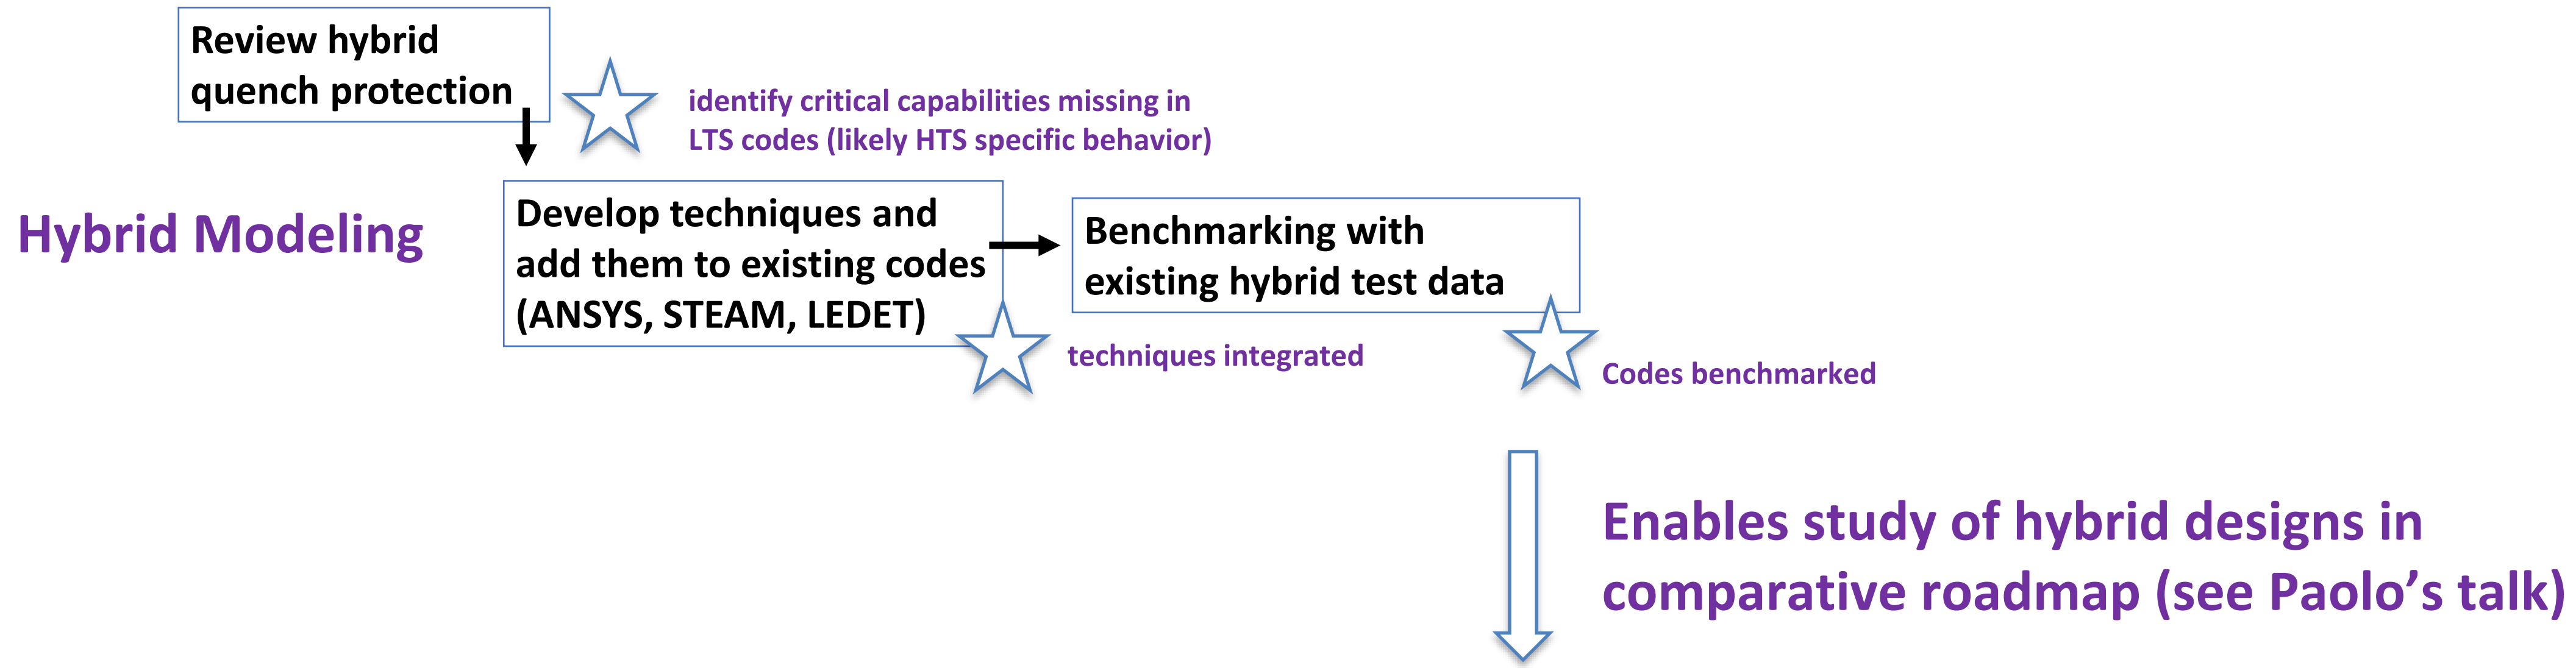 Review hybrid
quench protection
identify critical capabilities missing in
LTS codes (likely HTS specific behavior)
Hybrid Modeling
Develop techniques and
add them to existing codes
(ANSYS, STEAM, LEDET)
Benchmarking with
existing hybrid test data
techniques integrated
Codes benchmarked
Enables study of hybrid designs in
comparative roadmap (see Paolo’s talk)